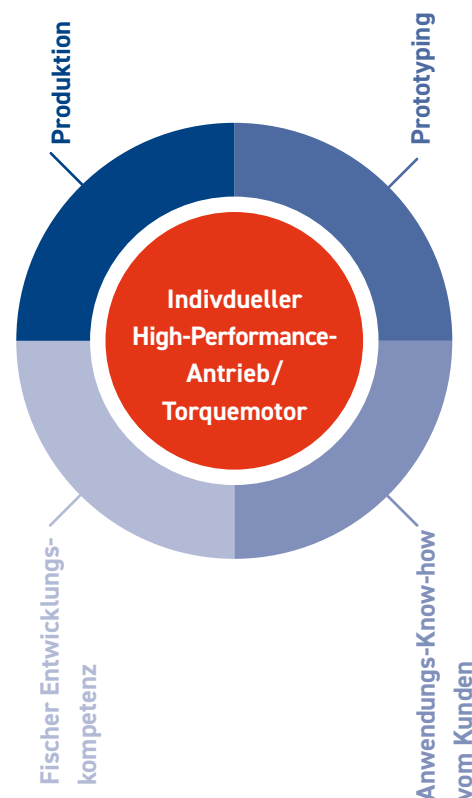 Produktion
Prototyping
Indivdueller
High-Performance-
Antrieb/
Torquemotor
Fischer Entwicklungs-
kompetenz
Anwendungs-Know-how
vom Kunden